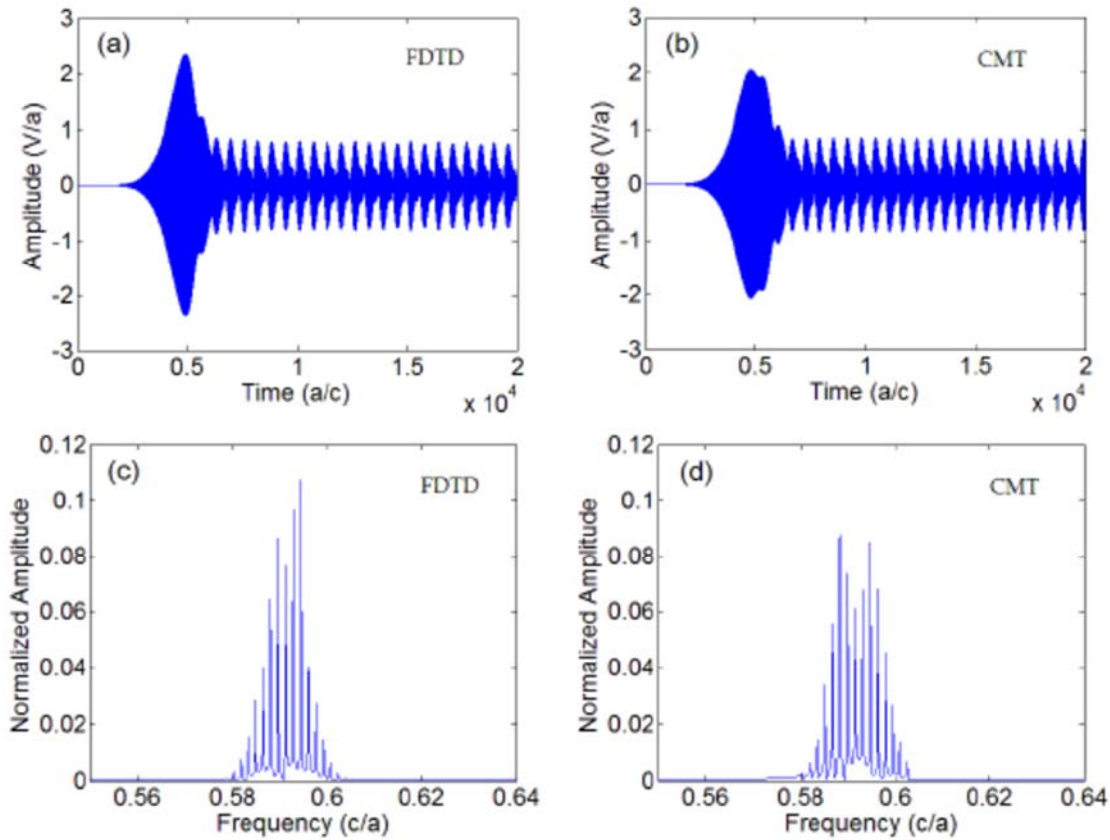 (a) FDTD
3
2
1
0
-1
-2
-3
Amplitude (V/a)
0 0.5 1 1.5 2
Time (a/c)
x 10^4
(b) CMT
3
2
1
0
-1
-2
-3
Amplitude (V/a)
0 0.5 1 1.5 2
Time (a/c)
x 10^4
(c) FDTD
0.12
0.1
0.08
0.06
0.04
0.02
0
Normalized Amplitude
0.56 0.58 0.6 0.62 0.64
Frequency (c/a)
(d) CMT
0.12
0.1
0.08
0.06
0.04
0.02
0
Normalized Amplitude
0.56 0.58 0.6 0.62 0.64
Frequency (c/a)